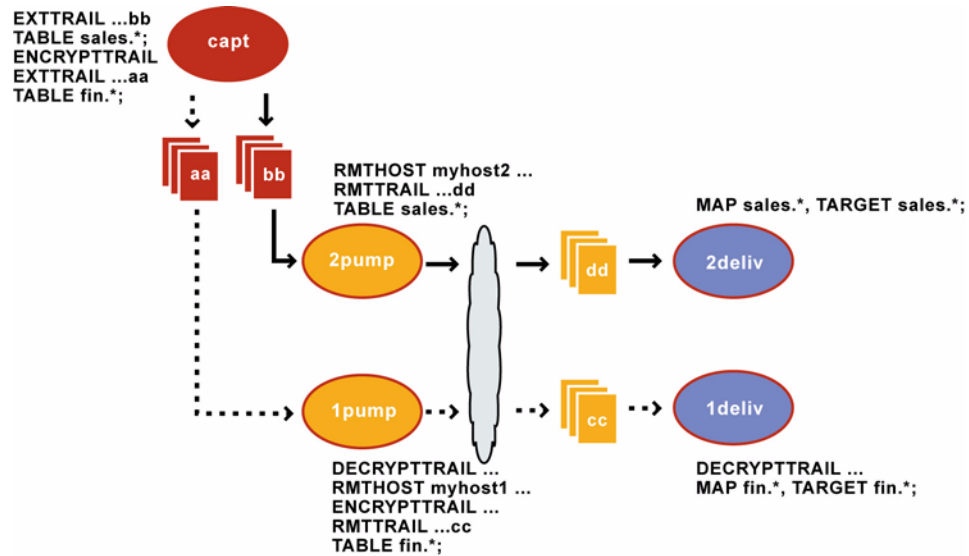 EXTTRAIL ...bb
TABLE sales.*;
ENCRYPTTRAIL
EXTTRAIL ...aa
TABLE fin.*;
capt
aa
bb
RMTHOST myhost2 ...
RMTTRAIL ...dd
TABLE sales.*;
2pump
dd
MAP sales.*, TARGET sales.*;
2deliv
1pump
cc
1deliv
DECRYPTTRAIL ...
RMTHOST myhost1 ...
ENCRYPTTRAIL ...
RMTTRAIL ...cc
TABLE fin.*;
DECRYPTTRAIL ...
MAP fin.*, TARGET fin.*;